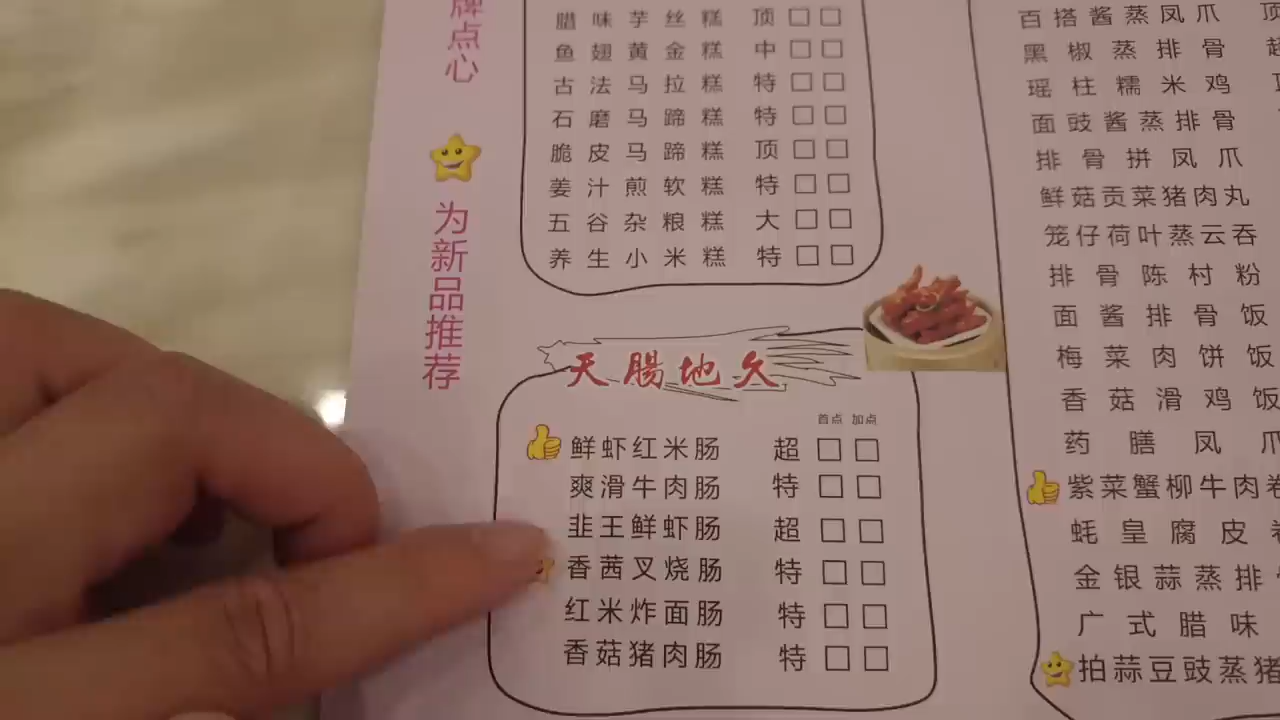 牌点心
为新品推荐
腊味芋丝糕 顶 □ □
鱼翅黄金糕 中 □ □
古法马拉糕 特 □ □
石磨马蹄糕 特 □ □
脆皮马蹄糕 顶 □ □
姜汁煎软糕 特 □ □
五谷杂粮糕 大 □ □
养生小米糕 特 □ □
天腸地久
首点 加点
鲜虾红米肠 超 □ □
爽滑牛肉肠 特 □ □
韭王鲜虾肠 超 □ □
香茜叉烧肠 特 □ □
红米炸面肠 特 □ □
香菇猪肉肠 特 □ □
百搭酱蒸凤爪 顶
黑椒蒸排骨
瑶柱糯米鸡
面豉酱蒸排骨
排骨拼凤爪
鲜菇贡菜猪肉丸
笼仔荷叶蒸云吞
排骨陈村粉
面酱排骨饭
梅菜肉饼饭
香菇滑鸡饭
药膳凤爪
紫菜蟹柳牛肉卷
蚝皇腐皮卷
金银蒜蒸排骨
广式腊味
拍蒜豆豉蒸猪